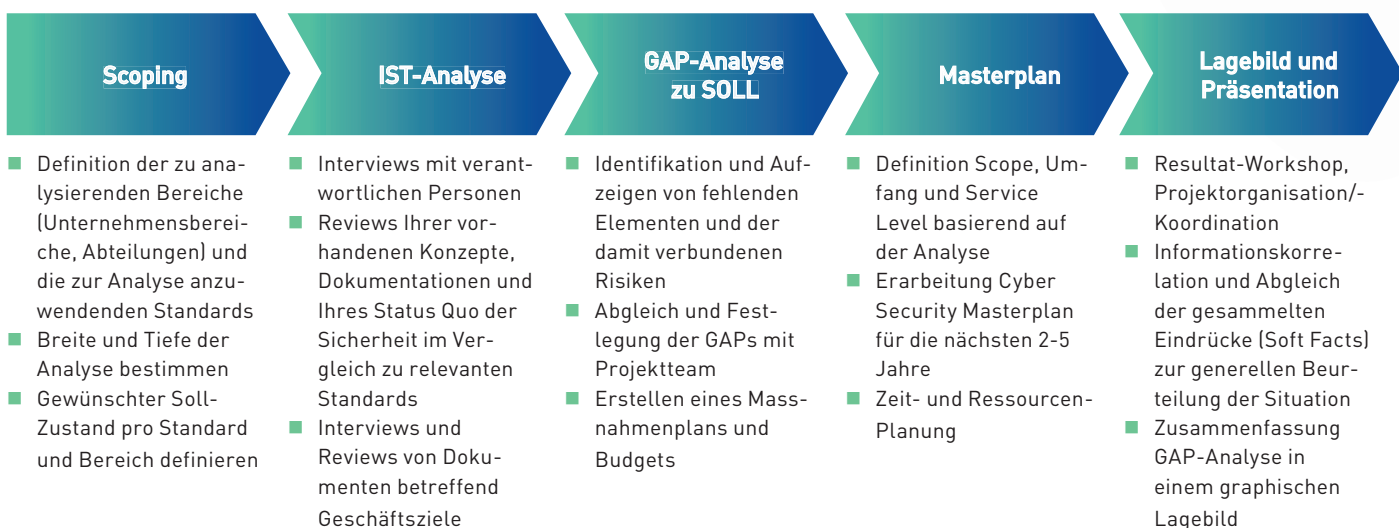 Scoping
Definition der zu ana-
lysierenden Bereiche
(Unternehmensberei-
che, Abteilungen) und
die zur Analyse anzu-
wendenden Standards
Breite und Tiefe der
Analyse bestimmen
Gewünschter Soll-
Zustand pro Standard
und Bereich definieren
IST-Analyse
Interviews mit verant-
wortlichen Personen
Reviews Ihrer vor-
handenen Konzepte,
Dokumentationen und
Ihres Status Quo der
Sicherheit im Ver-
gleich zu relevanten
Standards
Interviews und
Reviews von Doku-
menten betreffend
Geschäftsziele
GAP-Analyse
zu SOLL
Identifikation und Auf-
zeigen von fehlenden
Elementen und der
damit verbundenen
Risiken
Abgleich und Fest-
legung der GAPs mit
Projektteam
Erstellen eines Mass-
nahmenplans und
Budgets
Masterplan
Definition Scope, Um-
fang und Service
Level basierend auf
der Analyse
Erarbeitung Cyber
Security Masterplan
für die nächsten 2-5
Jahre
Zeit- und Ressourcen-
Planung
Lagebild und
Präsentation
Resultat-Workshop,
Projektorganisation/-
Koordination
Informationskorre-
lation und Abgleich
der gesammelten
Eindrücke (Soft Facts)
zur generellen Beur-
teilung der Situation
Zusammenfassung
GAP-Analyse in
einem graphischen
Lagebild